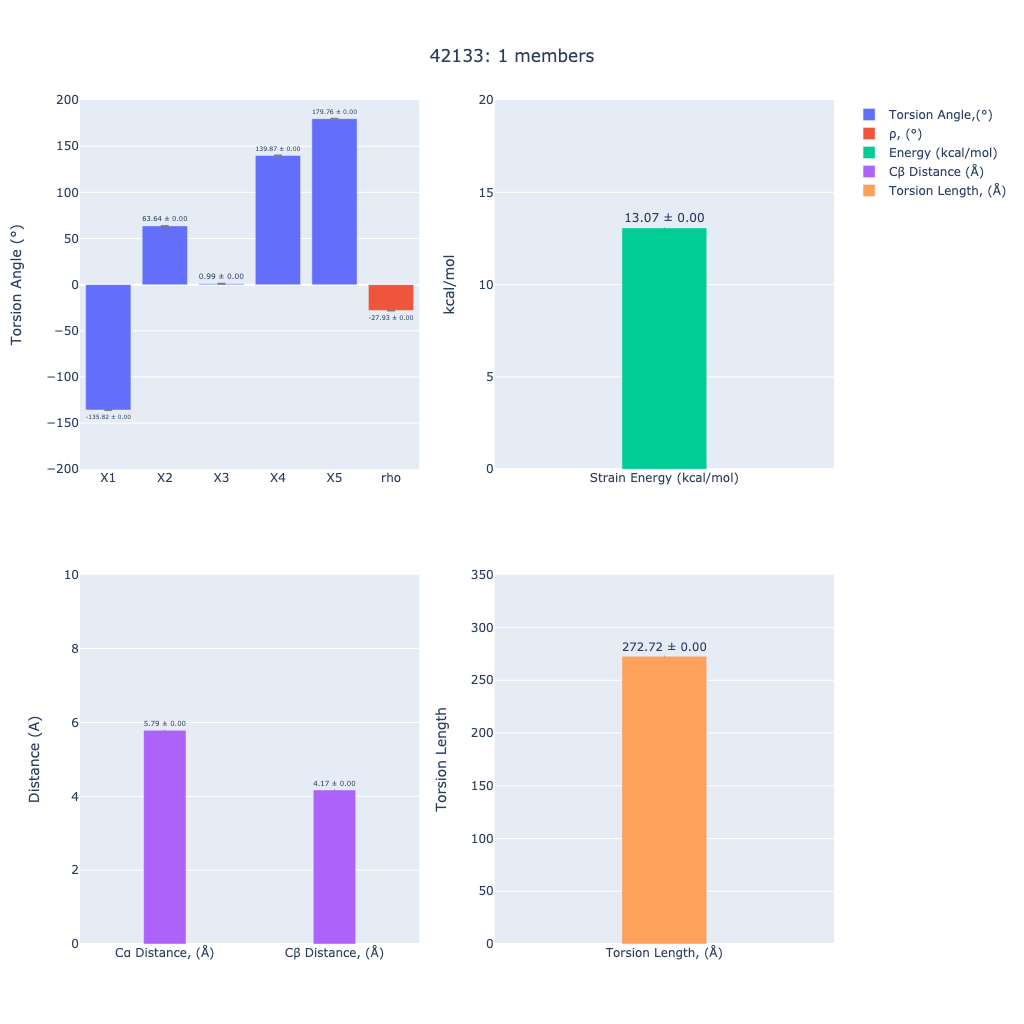 42133: 1 members
Torsion Angle (°)
200
150
100
50
0
−50
−100
−150
−200
-135.82 ± 0.00
63.64 ± 0.00
0.99 ± 0.00
139.87 ± 0.00
179.76 ± 0.00
-27.93 ± 0.00
X1
X2
X3
X4
X5
rho
kcal/mol
20
15
10
5
0
13.07 ± 0.00
Strain Energy (kcal/mol)
Torsion Angle,(°)
ρ, (°)
Energy (kcal/mol)
Cβ Distance (Å)
Torsion Length, (Å)
Distance (A)
10
8
6
4
2
0
5.79 ± 0.00
4.17 ± 0.00
Cα Distance, (Å)
Cβ Distance, (Å)
Torsion Length
350
300
250
200
150
100
50
0
272.72 ± 0.00
Torsion Length, (Å)